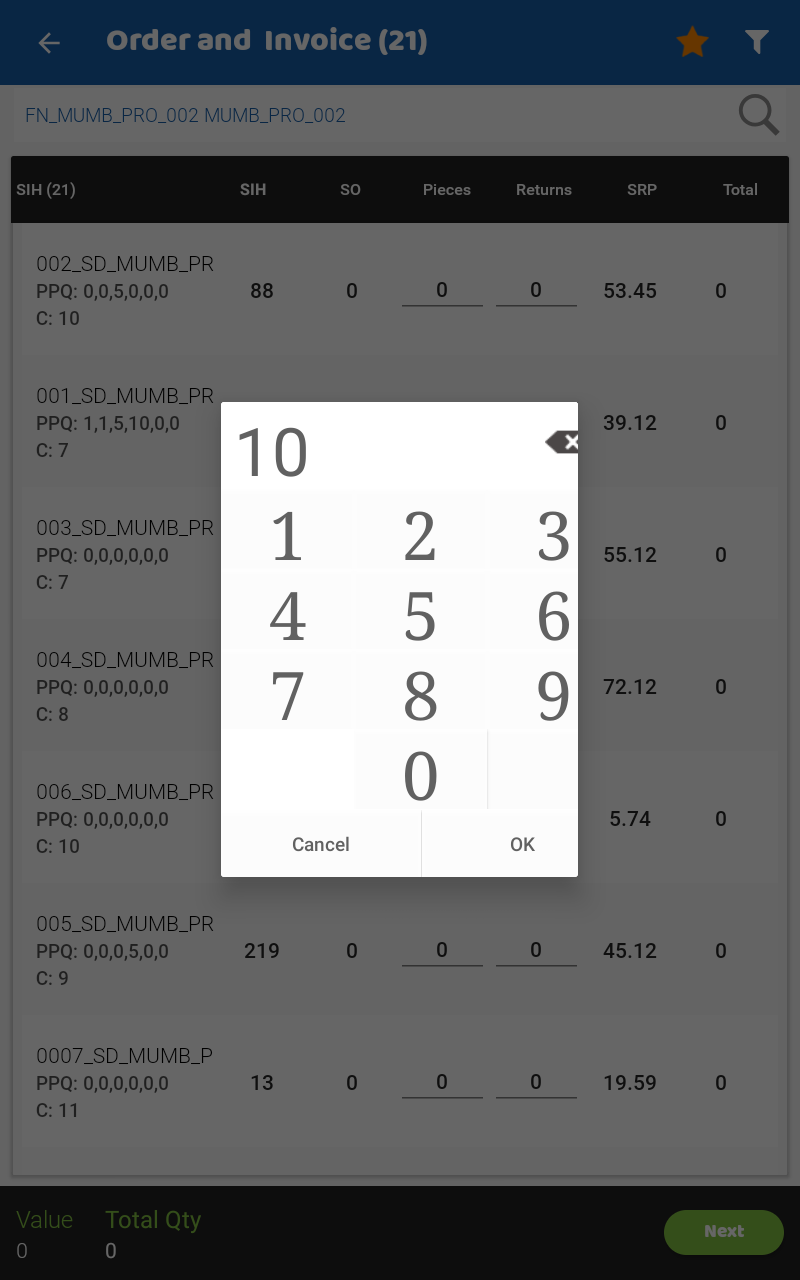 Order and Invoice (21)
FN_MUMB_PRO_002 MUMB_PRO_002
SIH (21) SIH SO Pieces Returns SRP Total
002_SD_MUMB_PR
PPQ: 0,0,5,0,0,0 88 0 0 0 53.45 0
C: 10
001_SD_MUMB_PR
PPQ: 1,1,5,10,0,0 39.12 0
C: 7
003_SD_MUMB_PR
PPQ: 0,0,0,0,0,0 55.12 0
C: 7
004_SD_MUMB_PR
PPQ: 0,0,0,0,0,0 72.12 0
C: 8
006_SD_MUMB_PR
PPQ: 0,0,0,0,0,0 5.74 0
C: 10
005_SD_MUMB_PR
PPQ: 0,0,0,5,0,0 219 0 0 0 45.12 0
C: 9
0007_SD_MUMB_P
PPQ: 0,0,0,0,0,0 13 0 0 0 19.59 0
C: 11
10
1 2 3
4 5 6
7 8 9
0
Cancel OK
Value Total Qty
0 0
Next